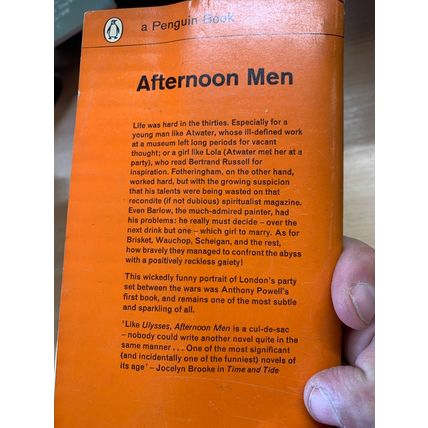 a Penguin Book
Afternoon Men
Life was hard in the thirties. Especially for a
young man like Atwater, whose ill-defined work
at a museum left long periods for vacant
thought; or a girl like Lola (Atwater met her at a
party), who read Bertrand Russell for
inspiration. Fotheringham, on the other hand,
worked hard, but with the growing suspicion
that his talents were being wasted on that
recondite (if not dubious) spiritualist magazine.
Even Barlow, the much-admired painter, had
his problems: he really must decide – over the
next drink but one – which girl to marry. As for
Brisket, Wauchop, Scheigan, and the rest,
how bravely they managed to confront the abyss
with a positively reckless gaiety!
This wickedly funny portrait of London's party
set between the wars was Anthony Powell's
first book, and remains one of the most subtle
and sparkling of all.
'Like Ulysses, Afternoon Men is a cul-de-sac
– nobody could write another novel quite in the
same manner . . . One of the most significant
(and incidentally one of the funniest) novels of
its age' – Jocelyn Brooke in Time and Tide